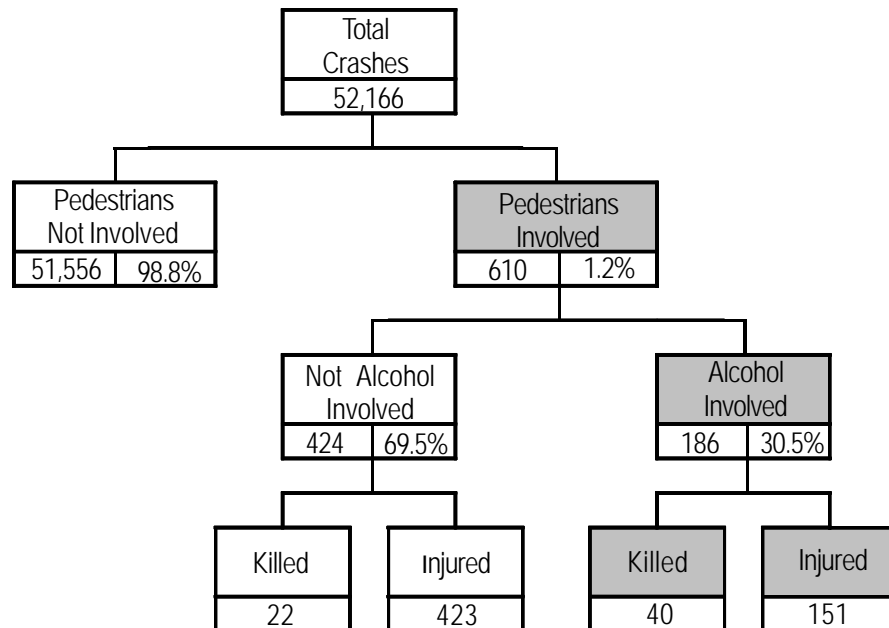 Total
Crashes
52,166
Pedestrians
Not Involved
51,556 98.8%
Pedestrians
Involved
610 1.2%
Not Alcohol
Involved
424 69.5%
Alcohol
Involved
186 30.5%
Killed
22
Injured
423
Killed
40
Injured
151